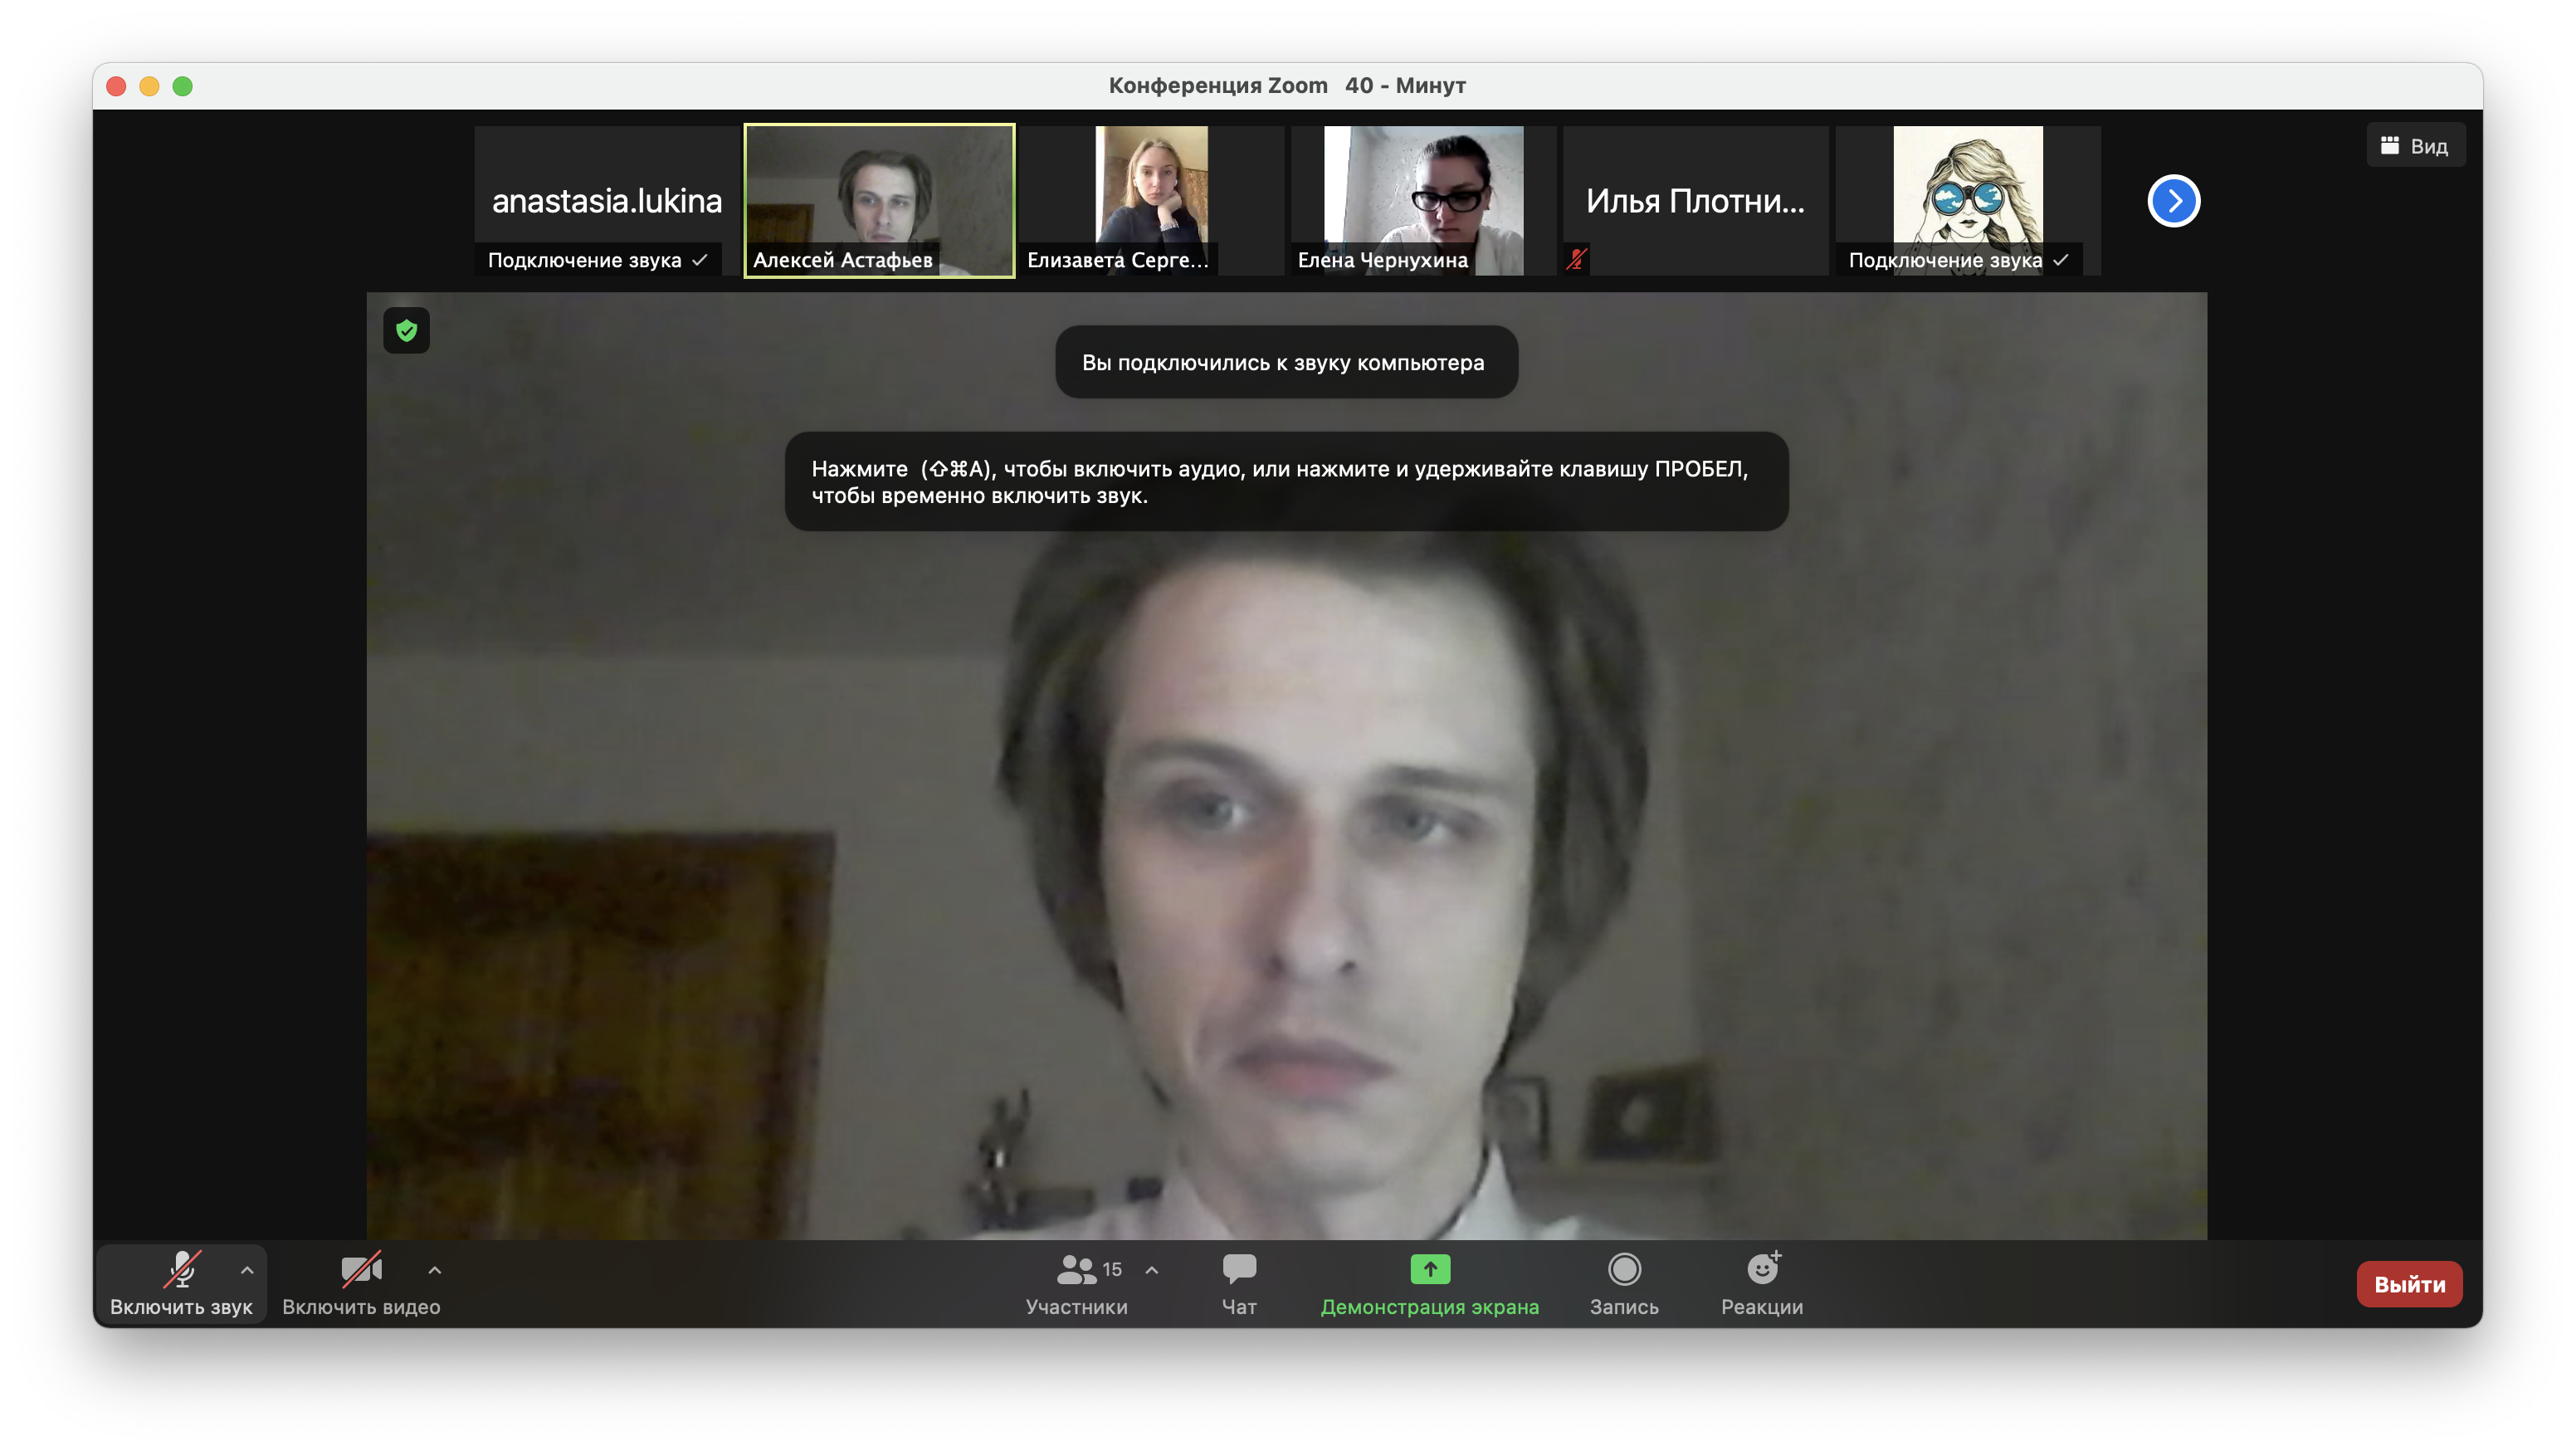 Конференция Zoom 40 - Минут
Вид
anastasia.lukina
Илья Плотни...
Подключение звука
Алексей Астафьев
Елизавета Серге...
Елена Чернухина
Подключение звука
Вы подключились к звуку компьютера
Нажмите (⇧⌘A), чтобы включить аудио, или нажмите и удерживайте клавишу ПРОБЕЛ,
чтобы временно включить звук.
15
Включить звук
Включить видео
Участники
Чат
Демонстрация экрана
Запись
Реакции
Выйти